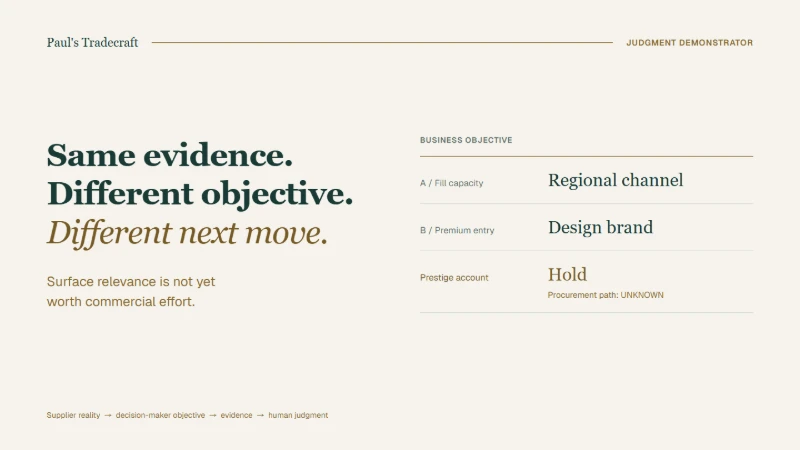 Paul's Tradecraft
JUDGMENT DEMONSTRATOR
Same evidence.
Different objective.
Different next move.
Surface relevance is not yet
worth commercial effort.
BUSINESS OBJECTIVE
A / Fill capacity
Regional channel
B / Premium entry
Design brand
Prestige account
Hold
Procurement path: UNKNOWN
Supplier reality → decision-maker objective → evidence → human judgment